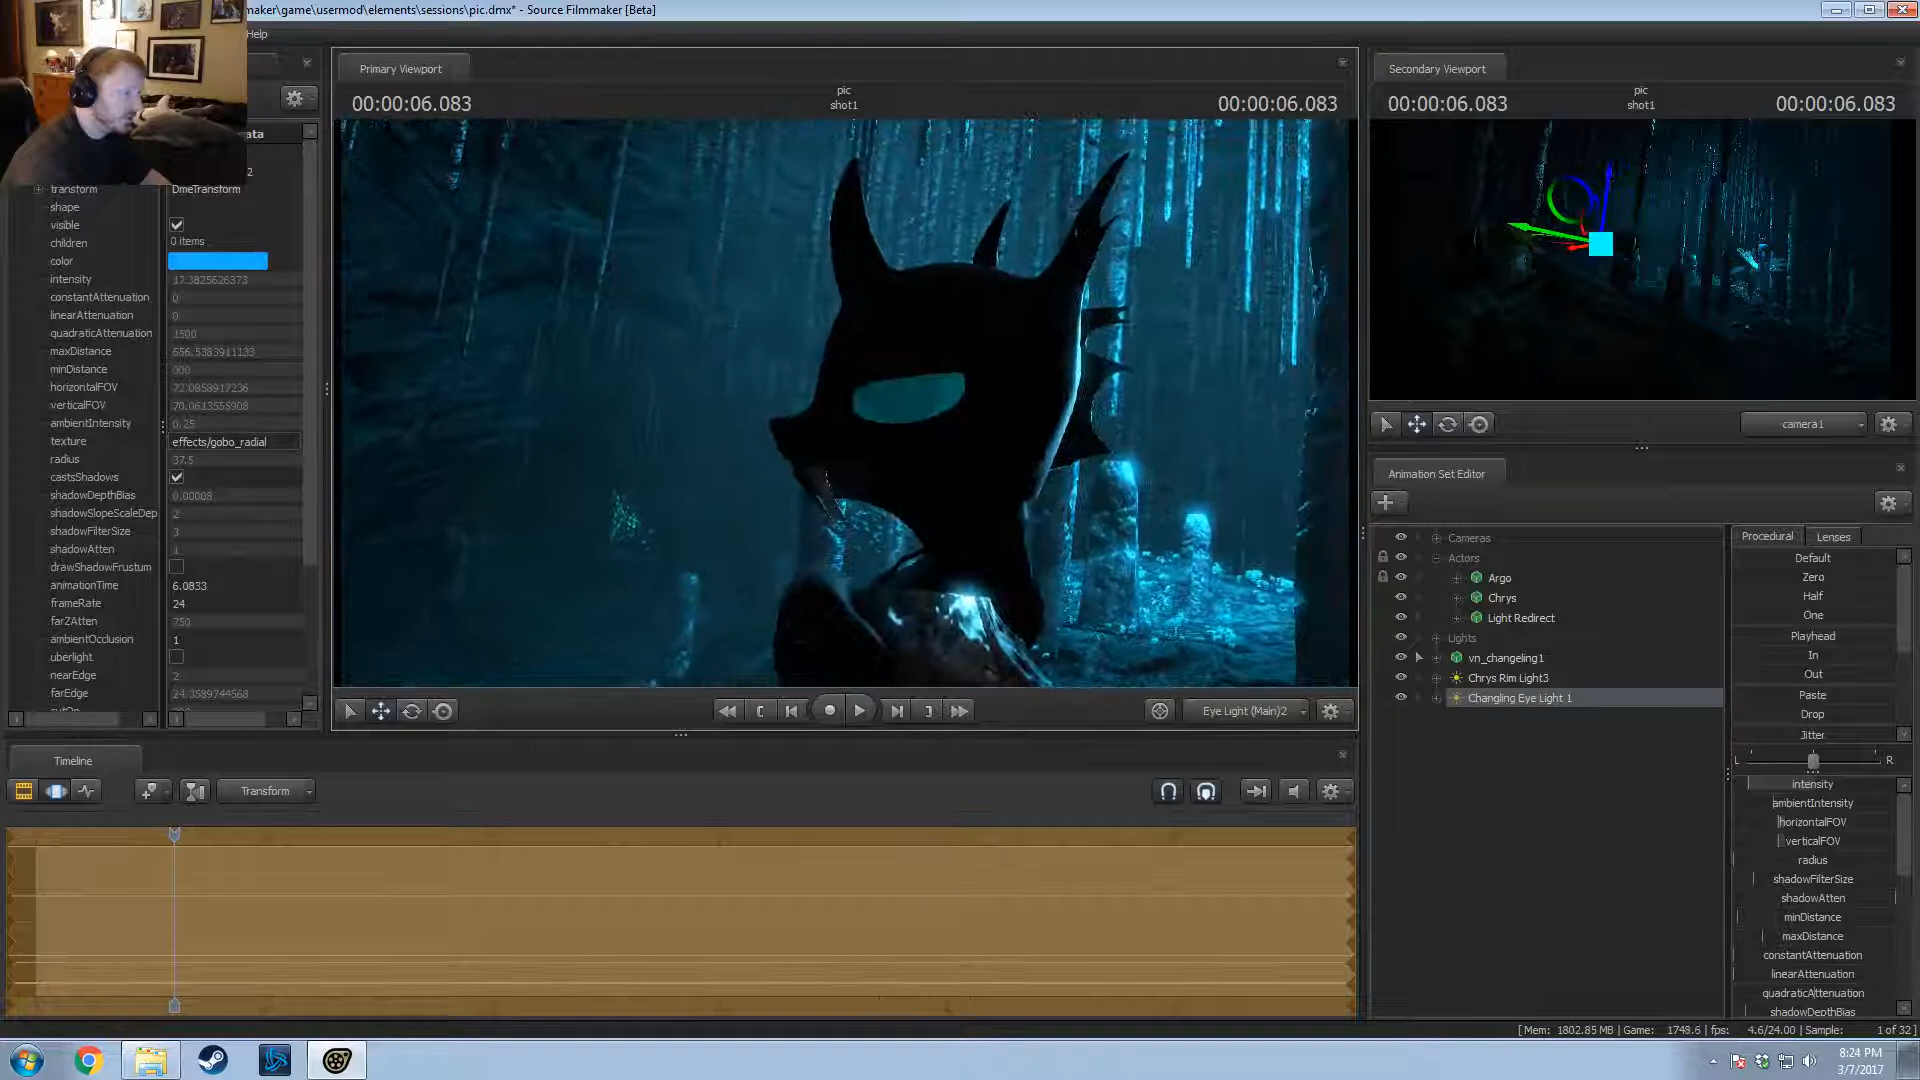 maker\game\usermod\elements\sessions\pic.dmx* - Source Filmmaker [Beta]
Help
Primary Viewport
00:00:06.083
pic
shot1
00:00:06.083
Secondary Viewport
00:00:06.083
pic
shot1
00:00:06.083
ata
2
transform DmeTransform
shape
visible
children 0 items
color
intensity 17.3825626373
constantAttenuation 0
linearAttenuation 0
quadraticAttenuation 1500
maxDistance 656.5383911133
minDistance
horizontalFOV 72.0858917236
verticalFOV 70.0613555908
ambientIntensity 0.25
texture effects/gobo_radial
radius 37.5
castsShadows
shadowDepthBias 0.00008
shadowSlopeScaleDep 2
shadowFilterSize 3
shadowAtten 1
drawShadowFrustum
animationTime 6.0833
frameRate 24
farZAtten 750
ambientOcclusion 1
uberlight
nearEdge 2
farEdge 24.3589744568
Eye Light (Main)2
camera1
Animation Set Editor
Cameras
Actors
Argo
Chrys
Light Redirect
Lights
vn_changeling1
Chrys Rim Light3
Changling Eye Light 1
Procedural Lenses
Default
Zero
Half
One
Playhead
In
Out
Paste
Drop
Jitter
L R
intensity
ambientIntensity
horizontalFOV
verticalFOV
radius
shadowFilterSize
shadowAtten
minDistance
maxDistance
constantAttenuation
linearAttenuation
quadraticAttenuation
shadowDepthBias
Timeline
Transform
[ Mem: 1802.85 MB | Game: 1748.6 | fps: 4.6/24.00 | Sample: 1 of 32 ]
8:24 PM
3/7/2017